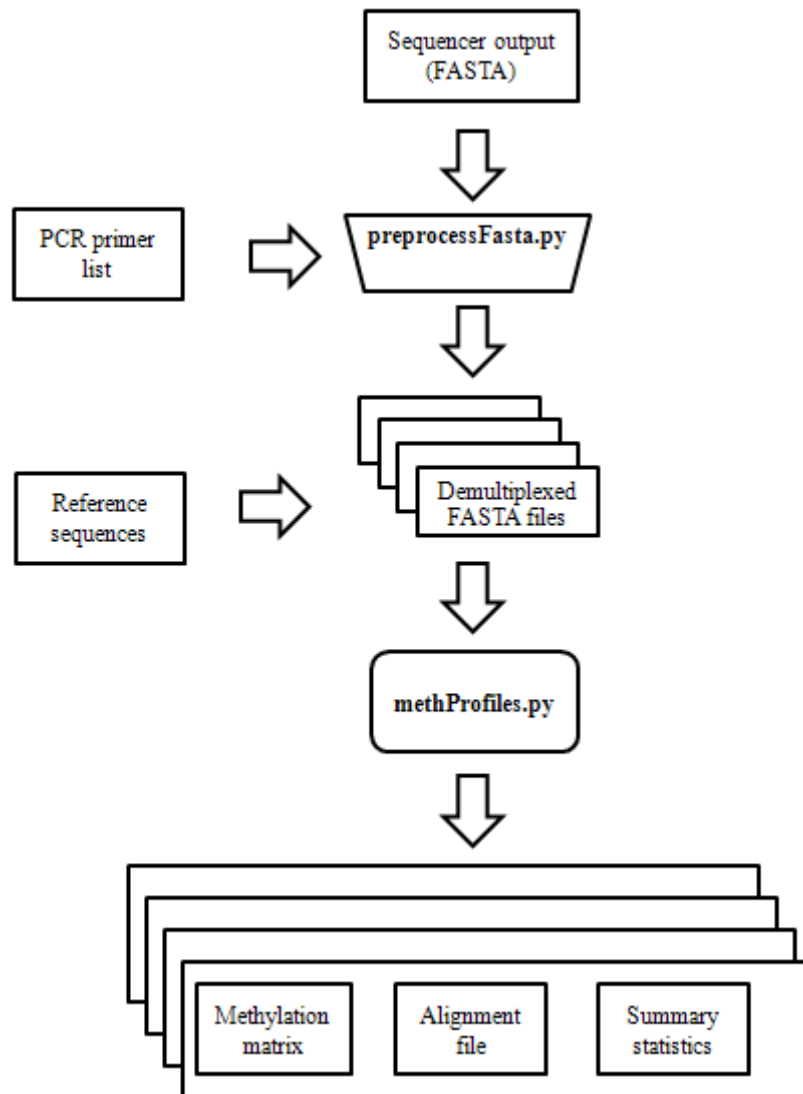 Sequencer output
(FASTA)
PCR primer
list
preprocessFasta.py
Reference
sequences
Demultiplexed
FASTA files
methProfiles.py
Methylation
matrix
Alignment
file
Summary
statistics